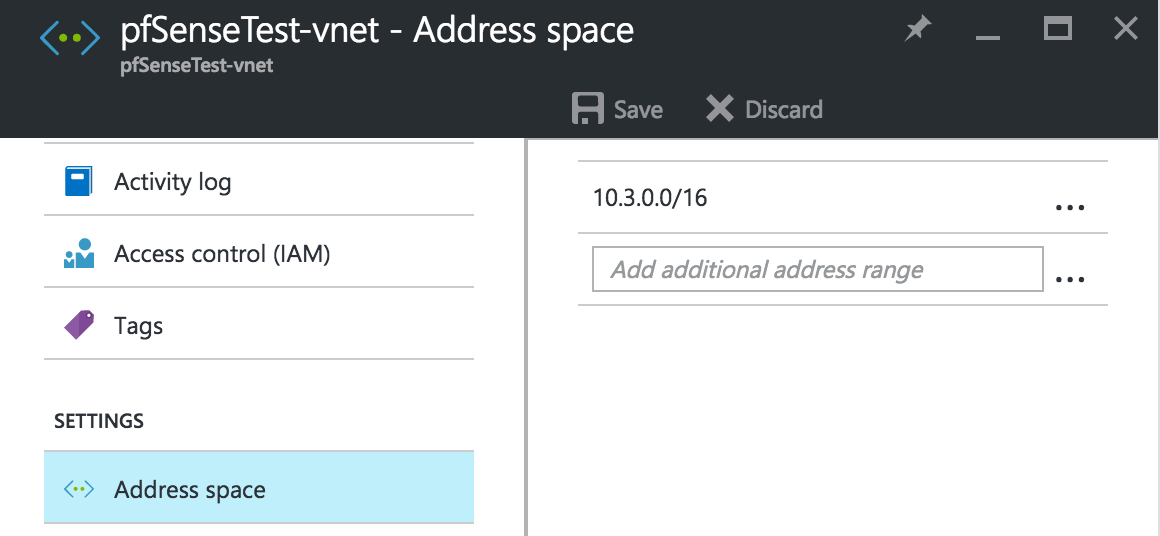 pfSenseTest-vnet - Address space
pfSenseTest-vnet
Save
Discard
Activity log
Access control (IAM)
Tags
SETTINGS
Address space
10.3.0.0/16
...
Add additional address range
...